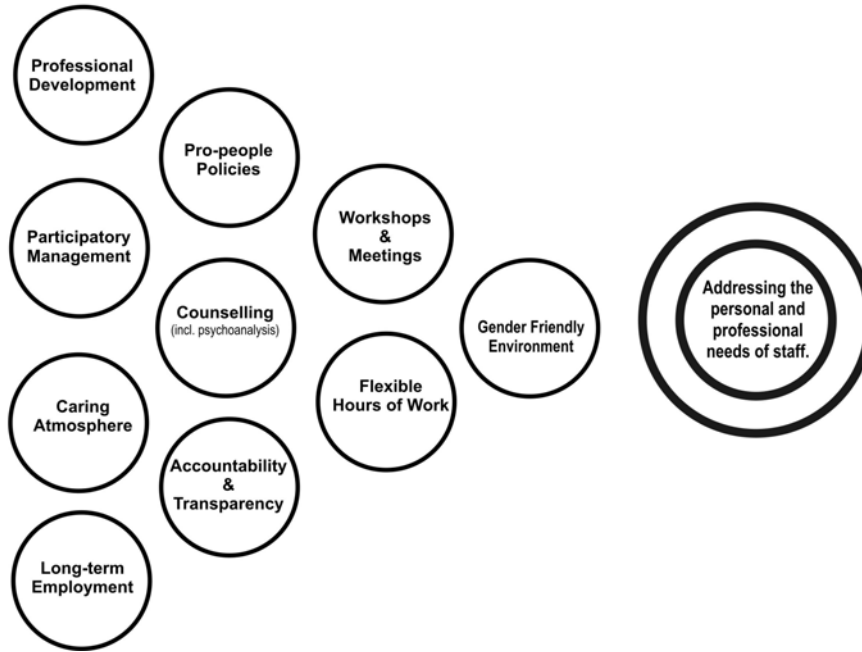 Professional
Development
Participatory
Management
Caring
Atmosphere
Long-term
Employment
Pro-people
Policies
Counselling
(incl. psychoanalysis)
Accountability
&
Transparency
Workshops
&
Meetings
Flexible
Hours of Work
Gender Friendly
Environment
Addressing the
personal and
professional
needs of staff.